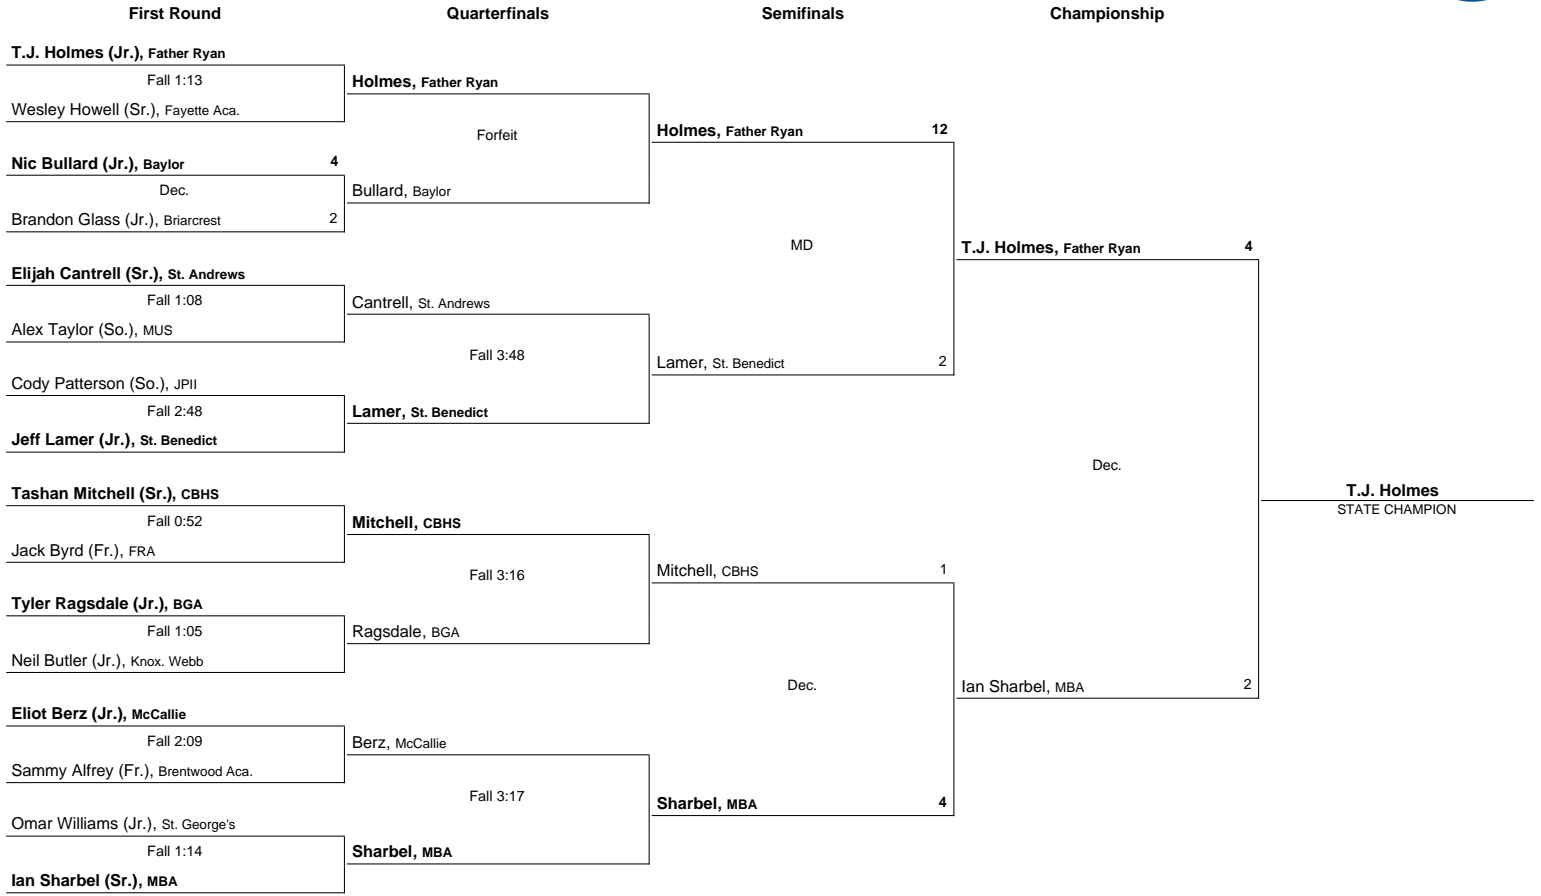 First Round
Quarterfinals
Semifinals
Championship
T.J. Holmes (Jr.), Father Ryan
Fall 1:13
Wesley Howell (Sr.), Fayette Aca.
Nic Bullard (Jr.), Baylor 4
Dec.
Brandon Glass (Jr.), Briarcrest 2
Elijah Cantrell (Sr.), St. Andrews
Fall 1:08
Alex Taylor (So.), MUS
Cody Patterson (So.), JPII
Fall 2:48
Jeff Lamer (Jr.), St. Benedict
Tashan Mitchell (Sr.), CBHS
Fall 0:52
Jack Byrd (Fr.), FRA
Tyler Ragsdale (Jr.), BGA
Fall 1:05
Neil Butler (Jr.), Knox. Webb
Eliot Berz (Jr.), McCallie
Fall 2:09
Sammy Alfrey (Fr.), Brentwood Aca.
Omar Williams (Jr.), St. George's
Fall 1:14
Ian Sharbel (Sr.), MBA
Holmes, Father Ryan
Forfeit
Bullard, Baylor
Cantrell, St. Andrews
Fall 3:48
Lamer, St. Benedict
Mitchell, CBHS
Fall 3:16
Ragsdale, BGA
Berz, McCallie
Fall 3:17
Sharbel, MBA
Holmes, Father Ryan 12
MD
Lamer, St. Benedict 2
Mitchell, CBHS 1
Dec.
Sharbel, MBA 4
T.J. Holmes, Father Ryan 4
Dec.
Ian Sharbel, MBA 2
T.J. Holmes
STATE CHAMPION